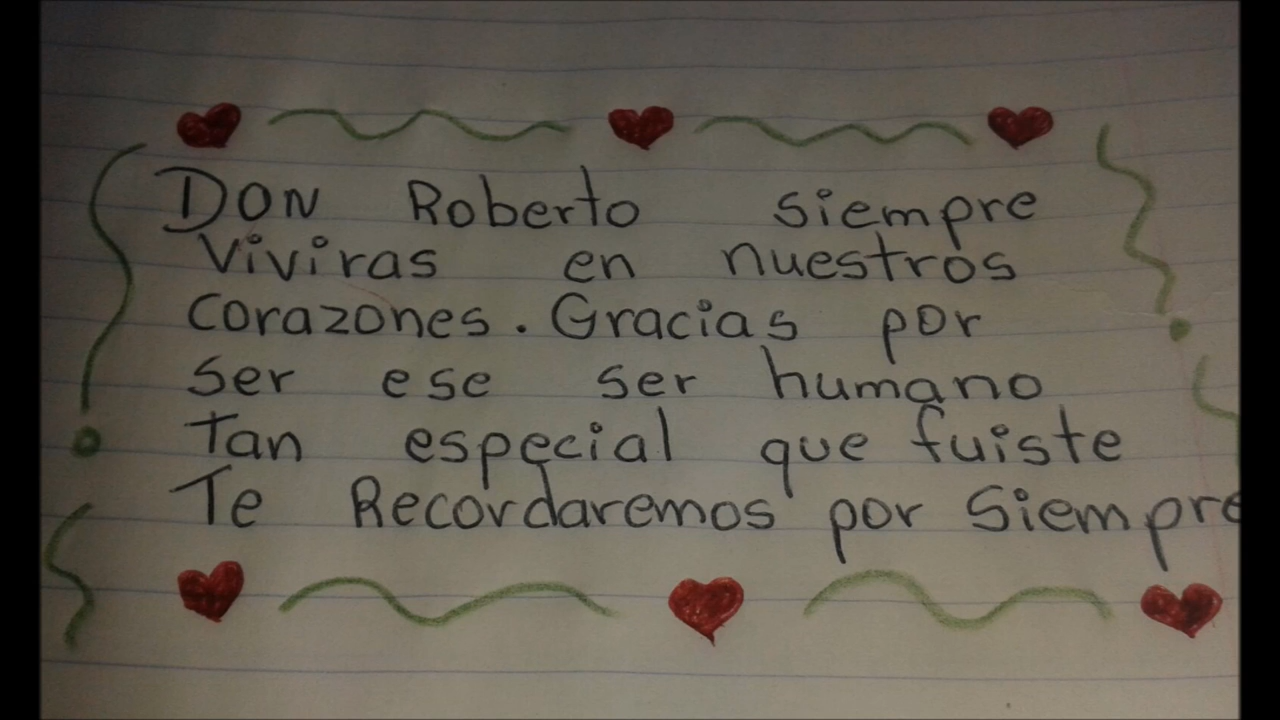 DON Roberto siempre
Viviras en nuestros
corazones. Gracias por
ser ese ser humano
Tan especial que fuiste
Te Recordaremos por Siempre